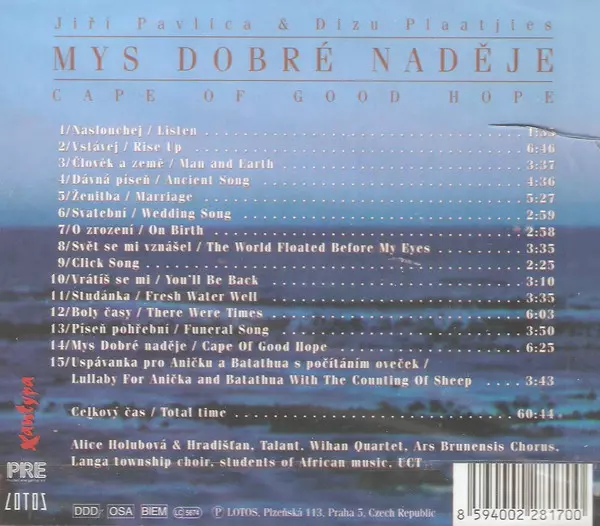 Jiří Pavlica & Dizu Plaatjies
MYS DOBRÉ NADĚJE
CAPE OF GOOD HOPE
1/Naslouchej / Listen 1:55
2/Vstávej / Rise Up 6:46
3/Člověk a země / Man and Earth 3:37
4/Dávná píseň / Ancient Song 4:36
5/Ženitba / Marriage 5:27
6/Svatební / Wedding Song 2:59
7/O zrození / On Birth 2:58
8/Svět se mi vznášel / The World Floated Before My Eyes 3:35
9/Click Song 2:25
10/Vrátíš se mi / You'll Be Back 3:10
11/Studánka / Fresh Water Well 3:35
12/Boly časy / There Were Times 6:03
13/Píseň pohřební / Funeral Song 3:50
14/Mys Dobré naděje / Cape Of Good Hope 6:25
15/Uspávanka pro Aničku a Batathua s počítáním oveček /
Lullaby For Anička and Batathua With The Counting Of Sheep 3:43
Celkový čas / Total time 60:44
Alice Holubová & Hradišťan, Talant, Wihan Quartet, Ars Brunensis Chorus,
Langa township choir, students of African music, UCT
PRE
LOTOS
DDD OSA BIEM LC 5674 P LOTOS, Plzeňská 113, Praha 5, Czech Republic
8 594002 281700